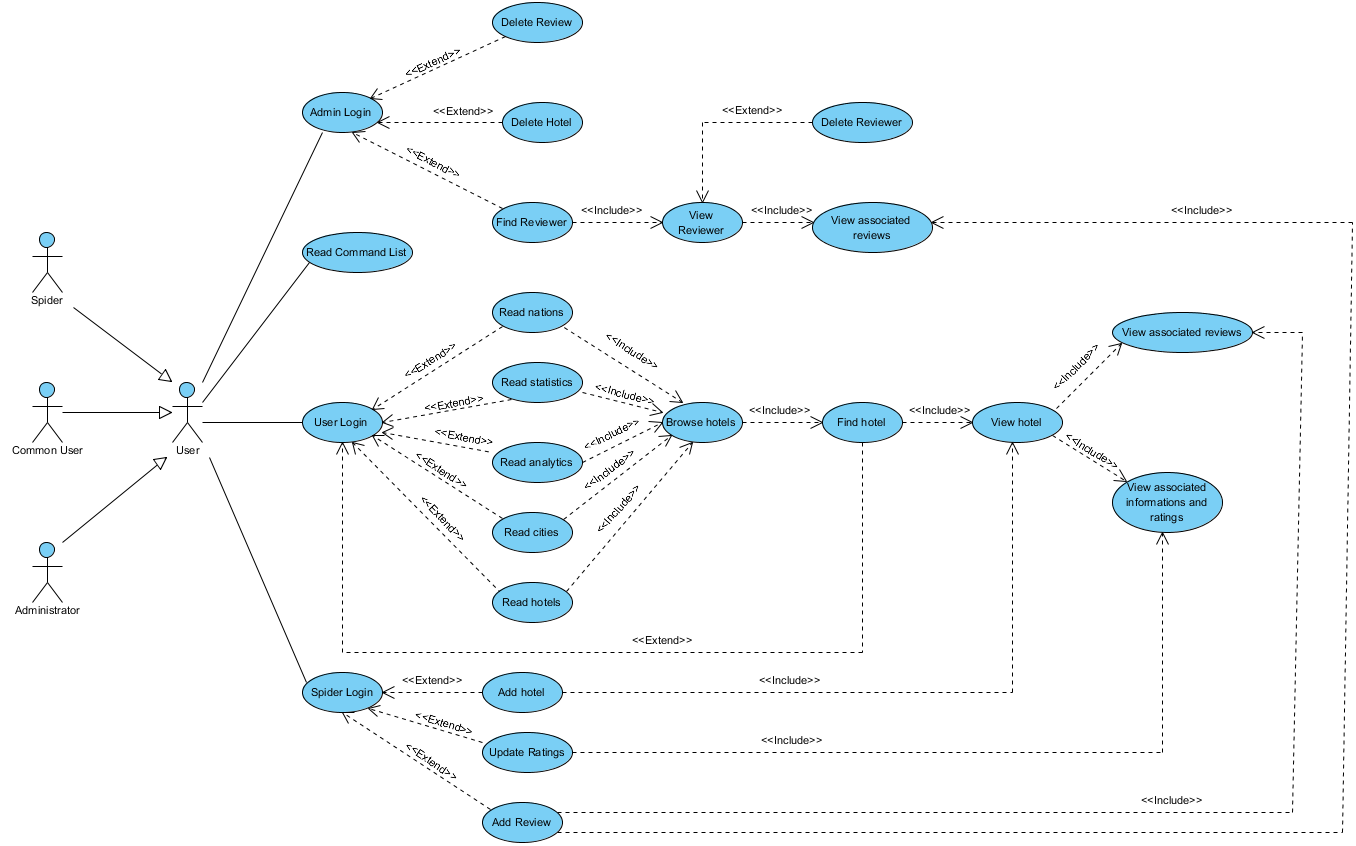 Delete Review
<<Extend>>
Admin Login
<<Extend>>
Delete Hotel
<<Extend>>
Delete Reviewer
<<Extend>>
Find Reviewer
<<Include>>
View
Reviewer
<<Include>>
View associated
reviews
<<Include>>
Read Command List
Spider
Common User
Administrator
User
Read nations
<<Include>>
<<Extend>>
Read statistics
<<Include>>
<<Extend>>
User Login
<<Extend>>
Read analytics
<<Include>>
<<Extend>>
Read cities
<<Include>>
<<Extend>>
Read hotels
<<Include>>
Browse hotels
<<Include>>
Find hotel
<<Include>>
View hotel
<<Include>>
View associated reviews
<<Include>>
View associated
informations and
ratings
<<Extend>>
Spider Login
<<Extend>>
Add hotel
<<Include>>
<<Extend>>
Update Ratings
<<Include>>
<<Extend>>
Add Review
<<Include>>